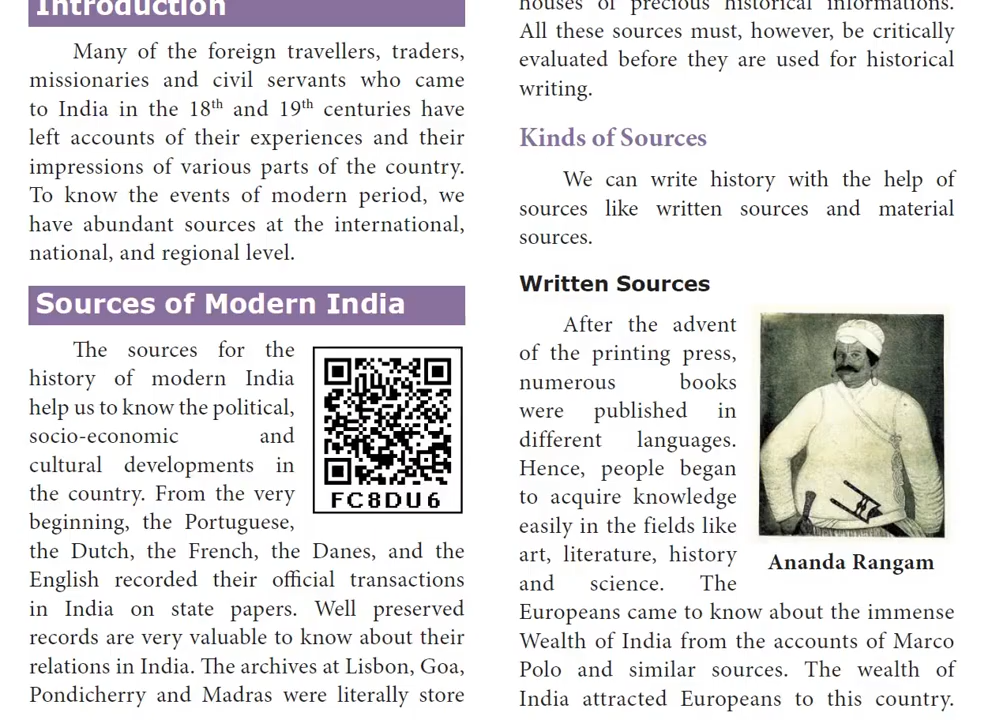 Introduction
Many of the foreign travellers, traders,
missionaries and civil servants who came
to India in the 18th and 19th centuries have
left accounts of their experiences and their
impressions of various parts of the country.
To know the events of modern period, we
have abundant sources at the international,
national, and regional level.
Sources of Modern India
The sources for the
history of modern India
help us to know the political,
socio-economic and
cultural developments in
the country. From the very
beginning, the Portuguese,
the Dutch, the French, the Danes, and the
English recorded their official transactions
in India on state papers. Well preserved
records are very valuable to know about their
relations in India. The archives at Lisbon, Goa,
Pondicherry and Madras were literally store
FC8DU6
houses of precious historical informations.
All these sources must, however, be critically
evaluated before they are used for historical
writing.
Kinds of Sources
We can write history with the help of
sources like written sources and material
sources.
Written Sources
After the advent
of the printing press,
numerous books
were published in
different languages.
Hence, people began
to acquire knowledge
easily in the fields like
art, literature, history
and science. The
Europeans came to know about the immense
Wealth of India from the accounts of Marco
Polo and similar sources. The wealth of
India attracted Europeans to this country.
Ananda Rangam